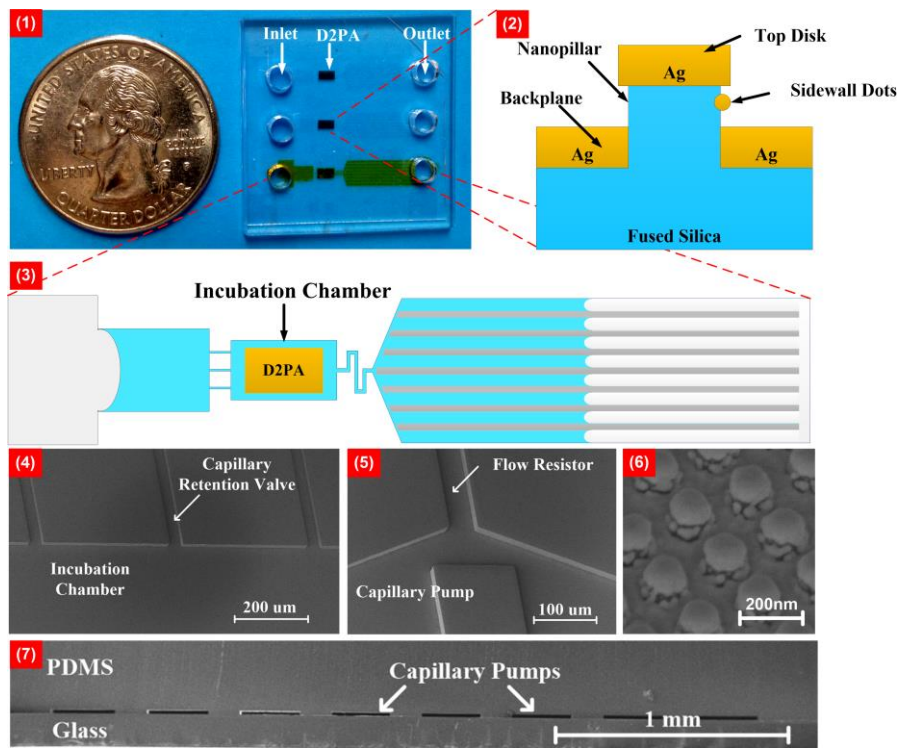 (1)
Inlet
D2PA
Outlet
UNITED STATES OF AMERICA
LIBERTY
IN
GOD WE
TRUST
P
QUARTER DOLLAR
(2)
Top Disk
Nanopillar
Ag
Sidewall Dots
Backplane
Ag
Ag
Fused Silica
(3)
Incubation Chamber
D2PA
(4)
Capillary
Retention Valve
Incubation
Chamber
200 um
(5)
Flow Resistor
Capillary Pump
100 um
(6)
200nm
(7)
PDMS
Capillary Pumps
Glass
1 mm